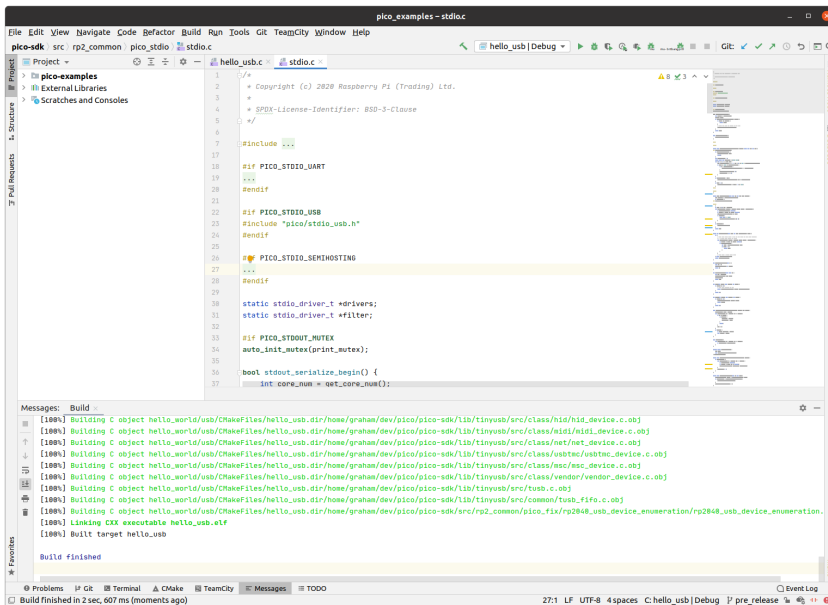 pico_examples – stdio.c
File Edit View Navigate Code Refactor Build Run Tools Git TeamCity Window Help
pico-sdk › src › rp2_common › pico_stdio › stdio.c
hello_usb | Debug
Git:
Project
hello_usb.c
stdio.c
pico-examples
External Libraries
Scratches and Consoles
8 3
1 /*
2 * Copyright (c) 2020 Raspberry Pi (Trading) Ltd.
3 *
4 * SPDX-License-Identifier: BSD-3-Clause
5 */
6
7 #include ...
17
18 #if PICO_STDIO_UART
19 ...
20 #endif
21
22 #if PICO_STDIO_USB
23 #include "pico/stdio_usb.h"
24 #endif
25
26 PICO_STDIO_SEMIHOSTING
27 ...
28 #endif
29
30 static stdio_driver_t *drivers;
31 static stdio_driver_t *filter;
32
33 #if PICO_STDOUT_MUTEX
34 auto_init_mutex(print_mutex);
35
36 bool stdout_serialize_begin() {
37 int core_num = get_core_num();
Project
Structure
Pull Requests
Favorites
Messages: Build
[100%] Building C object hello_world/usb/CMakeFiles/hello_usb.dir/home/graham/dev/pico/pico-sdk/lib/tinyusb/src/class/hid/hid_device.c.obj
[100%] Building C object hello_world/usb/CMakeFiles/hello_usb.dir/home/graham/dev/pico/pico-sdk/lib/tinyusb/src/class/midi/midi_device.c.obj
[100%] Building C object hello_world/usb/CMakeFiles/hello_usb.dir/home/graham/dev/pico/pico-sdk/lib/tinyusb/src/class/net/net_device.c.obj
[100%] Building C object hello_world/usb/CMakeFiles/hello_usb.dir/home/graham/dev/pico/pico-sdk/lib/tinyusb/src/class/usbtmc/usbtmc_device.c.obj
[100%] Building C object hello_world/usb/CMakeFiles/hello_usb.dir/home/graham/dev/pico/pico-sdk/lib/tinyusb/src/class/msc/msc_device.c.obj
[100%] Building C object hello_world/usb/CMakeFiles/hello_usb.dir/home/graham/dev/pico/pico-sdk/lib/tinyusb/src/class/vendor/vendor_device.c.obj
[100%] Building C object hello_world/usb/CMakeFiles/hello_usb.dir/home/graham/dev/pico/pico-sdk/lib/tinyusb/src/tusb.c.obj
[100%] Building C object hello_world/usb/CMakeFiles/hello_usb.dir/home/graham/dev/pico/pico-sdk/lib/tinyusb/src/common/tusb_fifo.c.obj
[100%] Building C object hello_world/usb/CMakeFiles/hello_usb.dir/home/graham/dev/pico/pico-sdk/src/rp2_common/pico_fix/rp2040_usb_device_enumeration/rp2040_usb_device_enumeration.
[100%] Linking CXX executable hello_usb.elf
[100%] Built target hello_usb
Build finished
Problems Git Terminal CMake TeamCity Messages TODO Event Log
Build finished in 2 sec, 607 ms (moments ago) 27:1 LF UTF-8 4 spaces C: hello_usb | Debug pre_release